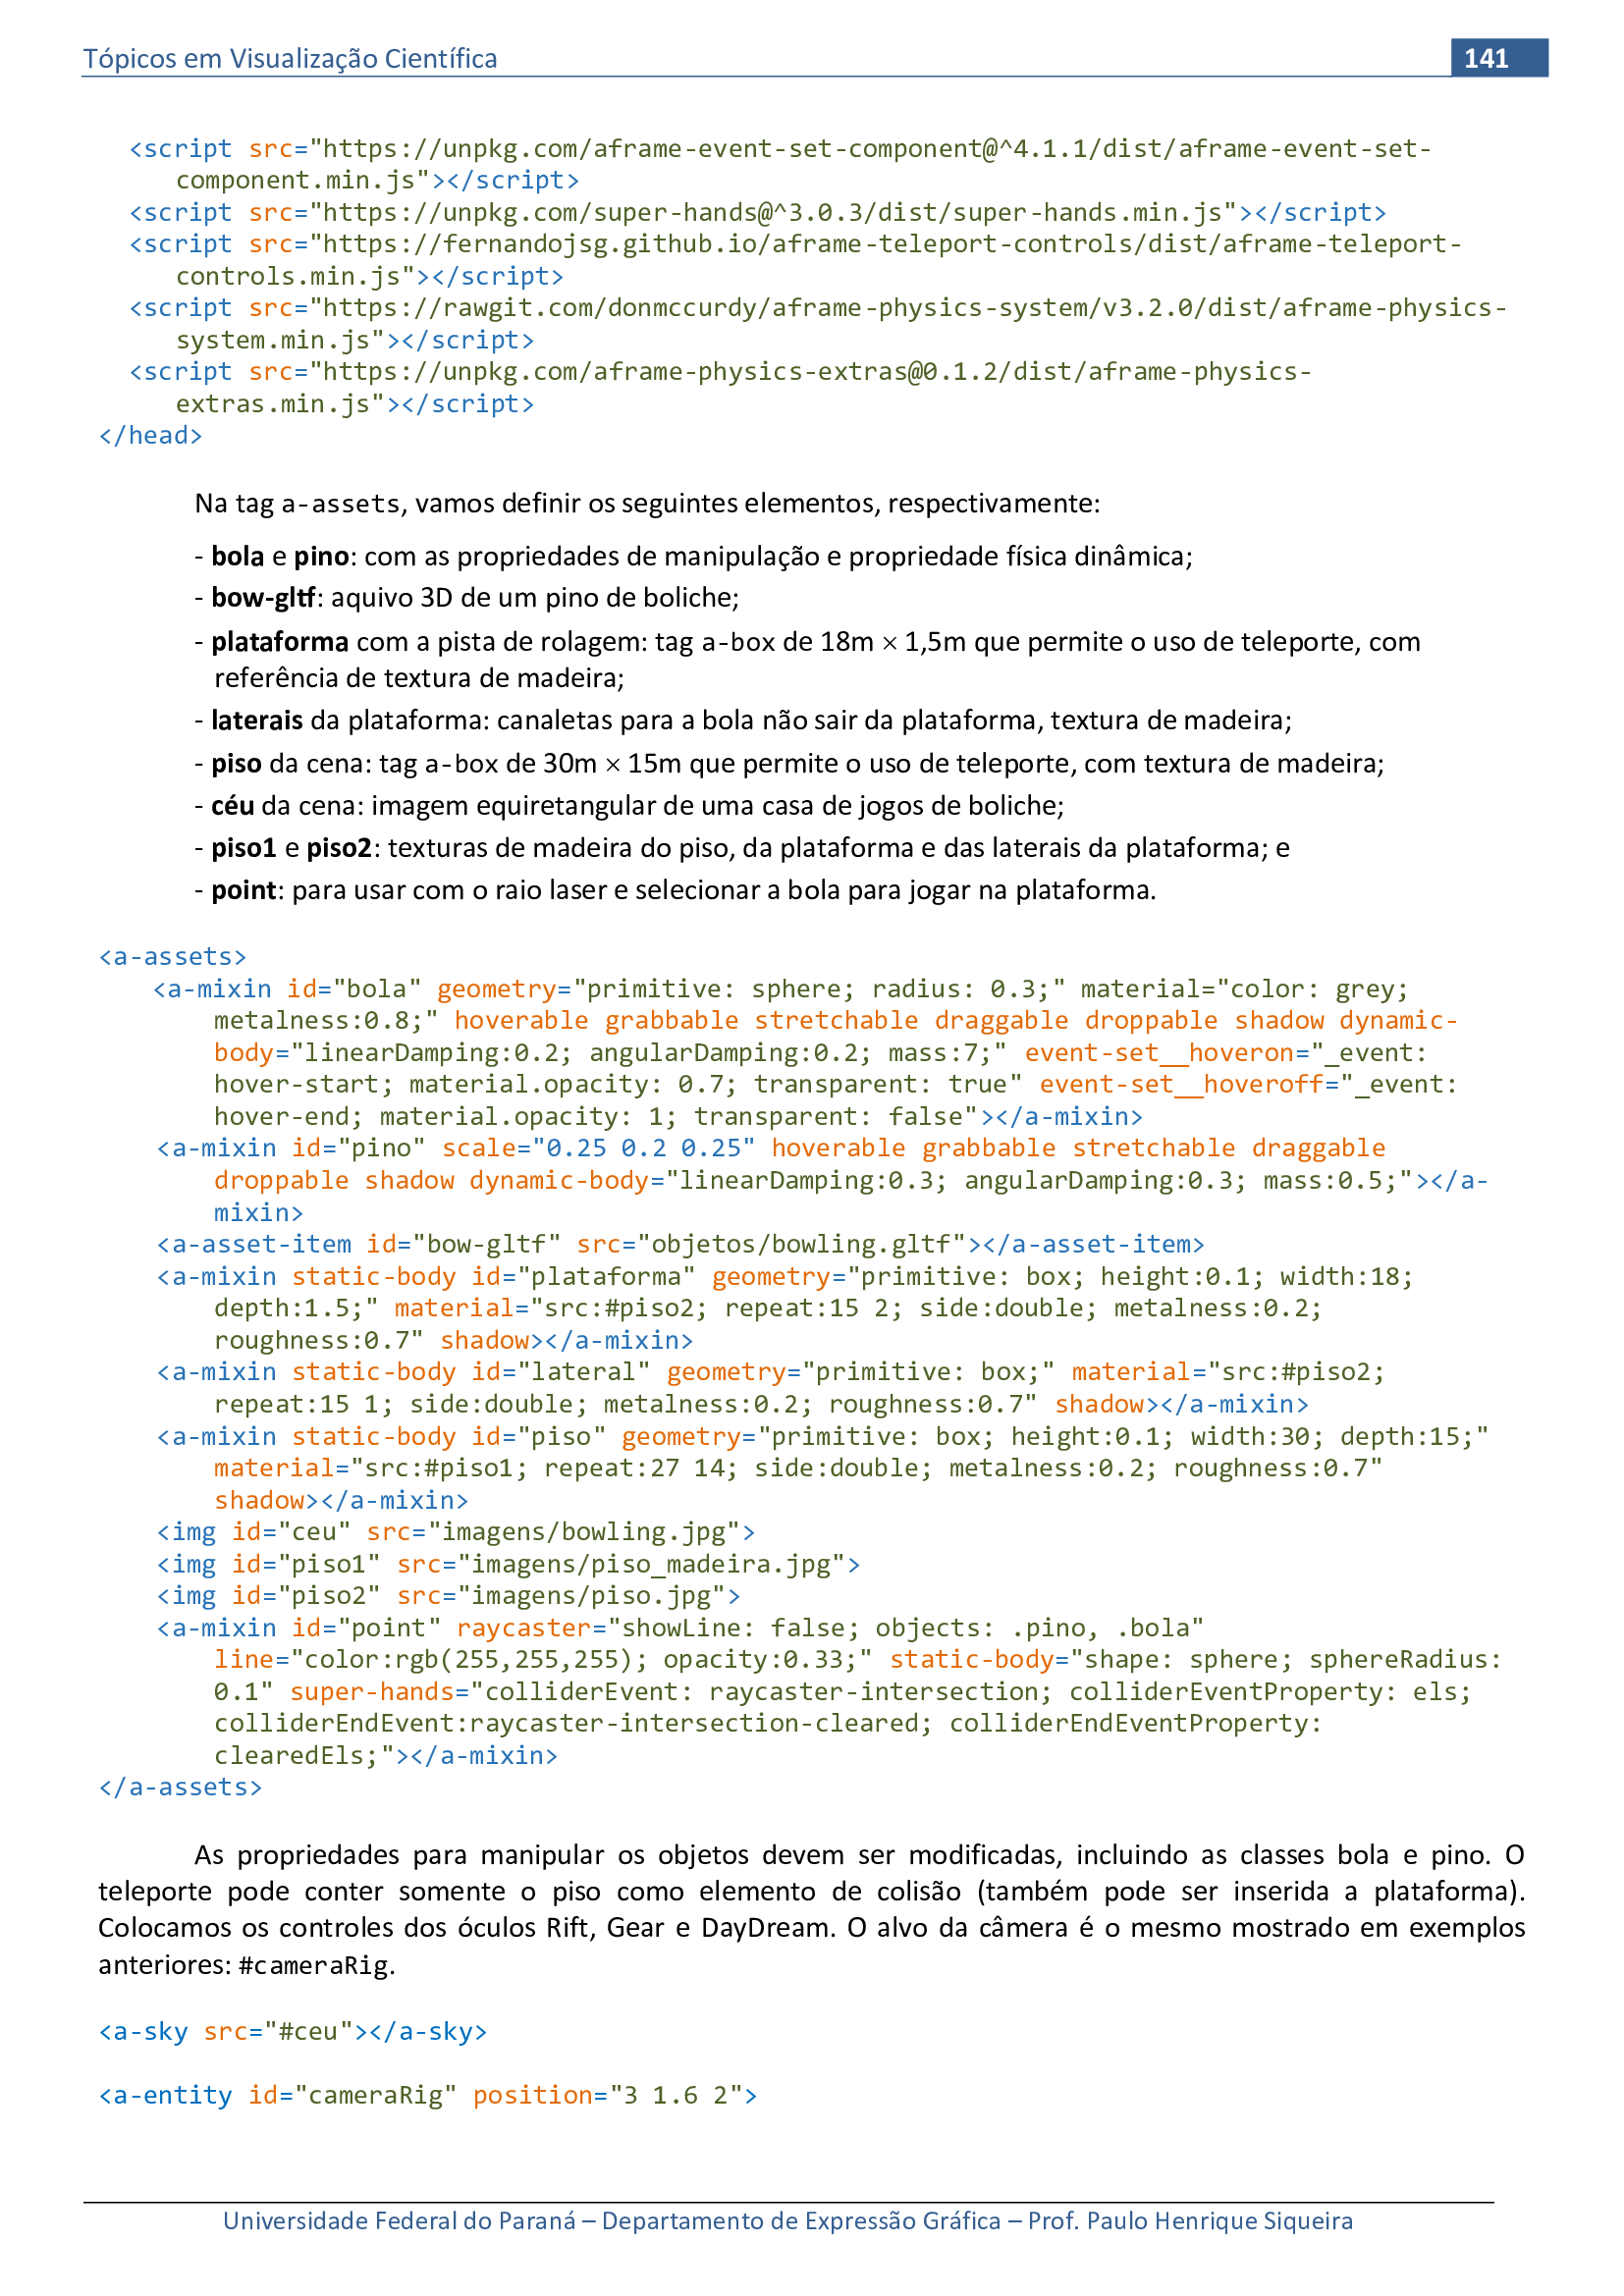 Tópicos em Visualização Científica 141
<script src="https://unpkg.com/aframe-event-set-component@^4.1.1/dist/aframe-event-set-
component.min.js"></script>
<script src="https://unpkg.com/super-hands@^3.0.3/dist/super-hands.min.js"></script>
<script src="https://fernandojsg.github.io/aframe-teleport-controls/dist/aframe-teleport-
controls.min.js"></script>
<script src="https://rawgit.com/donmccurdy/aframe-physics-system/v3.2.0/dist/aframe-physics-
system.min.js"></script>
<script src="https://unpkg.com/aframe-physics-extras@0.1.2/dist/aframe-physics-
extras.min.js"></script>
</head>
Na tag a-assets, vamos definir os seguintes elementos, respectivamente:
- bola e pino: com as propriedades de manipulação e propriedade física dinâmica;
- bow-gltf: aquivo 3D de um pino de boliche;
- plataforma com a pista de rolagem: tag a-box de 18m × 1,5m que permite o uso de teleporte, com
referência de textura de madeira;
- laterais da plataforma: canaletas para a bola não sair da plataforma, textura de madeira;
- piso da cena: tag a-box de 30m × 15m que permite o uso de teleporte, com textura de madeira;
- céu da cena: imagem equiretangular de uma casa de jogos de boliche;
- piso1 e piso2: texturas de madeira do piso, da plataforma e das laterais da plataforma; e
- point: para usar com o raio laser e selecionar a bola para jogar na plataforma.
<a-assets>
<a-mixin id="bola" geometry="primitive: sphere; radius: 0.3;" material="color: grey;
metalness:0.8;" hoverable grabbable stretchable draggable droppable shadow dynamic-
body="linearDamping:0.2; angularDamping:0.2; mass:7;" event-set__hoveron="_event:
hover-start; material.opacity: 0.7; transparent: true" event-set__hoveroff="_event:
hover-end; material.opacity: 1; transparent: false"></a-mixin>
<a-mixin id="pino" scale="0.25 0.2 0.25" hoverable grabbable stretchable draggable
droppable shadow dynamic-body="linearDamping:0.3; angularDamping:0.3; mass:0.5;"></a-
mixin>
<a-asset-item id="bow-gltf" src="objetos/bowling.gltf"></a-asset-item>
<a-mixin static-body id="plataforma" geometry="primitive: box; height:0.1; width:18;
depth:1.5;" material="src:#piso2; repeat:15 2; side:double; metalness:0.2;
roughness:0.7" shadow></a-mixin>
<a-mixin static-body id="lateral" geometry="primitive: box;" material="src:#piso2;
repeat:15 1; side:double; metalness:0.2; roughness:0.7" shadow></a-mixin>
<a-mixin static-body id="piso" geometry="primitive: box; height:0.1; width:30; depth:15;"
material="src:#piso1; repeat:27 14; side:double; metalness:0.2; roughness:0.7"
shadow></a-mixin>
<img id="ceu" src="imagens/bowling.jpg">
<img id="piso1" src="imagens/piso_madeira.jpg">
<img id="piso2" src="imagens/piso.jpg">
<a-mixin id="point" raycaster="showLine: false; objects: .pino, .bola"
line="color:rgb(255,255,255); opacity:0.33;" static-body="shape: sphere; sphereRadius:
0.1" super-hands="colliderEvent: raycaster-intersection; colliderEventProperty: els;
colliderEndEvent:raycaster-intersection-cleared; colliderEndEventProperty:
clearedEls;"></a-mixin>
</a-assets>
As propriedades para manipular os objetos devem ser modificadas, incluindo as classes bola e pino. O
teleporte pode conter somente o piso como elemento de colisão (também pode ser inserida a plataforma).
Colocamos os controles dos óculos Rift, Gear e DayDream. O alvo da câmera é o mesmo mostrado em exemplos
anteriores: #cameraRig.
<a-sky src="#ceu"></a-sky>
<a-entity id="cameraRig" position="3 1.6 2">
Universidade Federal do Paraná – Departamento de Expressão Gráfica – Prof. Paulo Henrique Siqueira